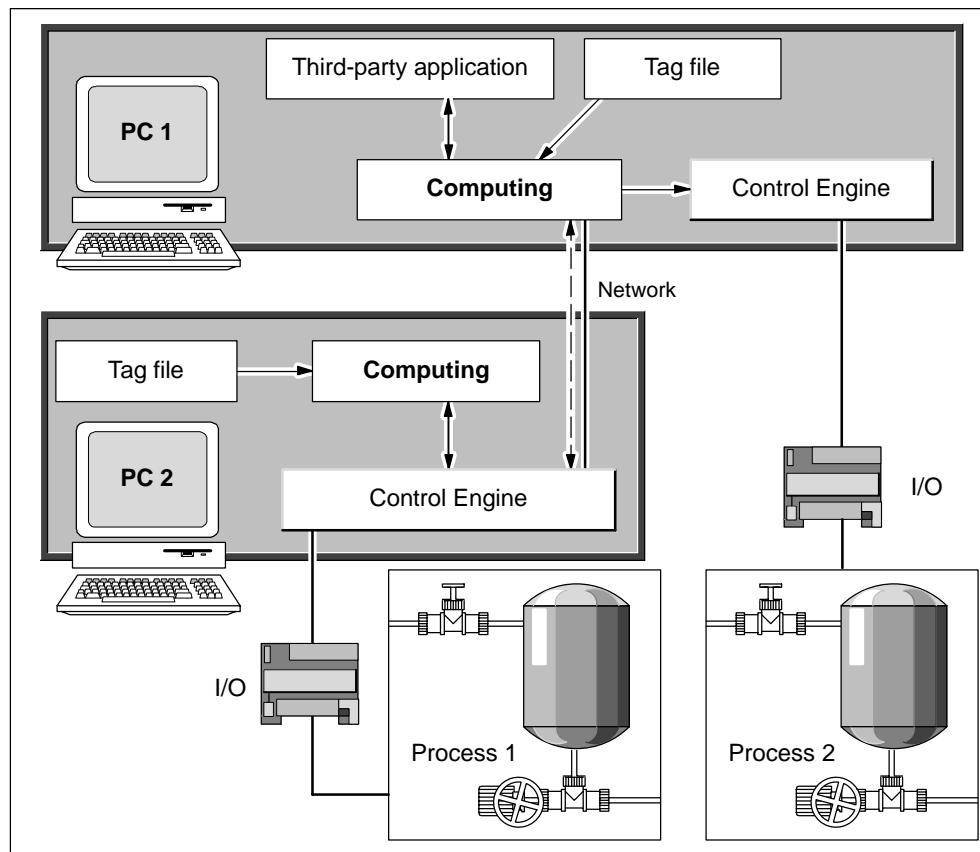 Third-party application
Tag file
PC 1
Computing
Control Engine
Network
Tag file
Computing
PC 2
Control Engine
I/O
I/O
Process 1
Process 2